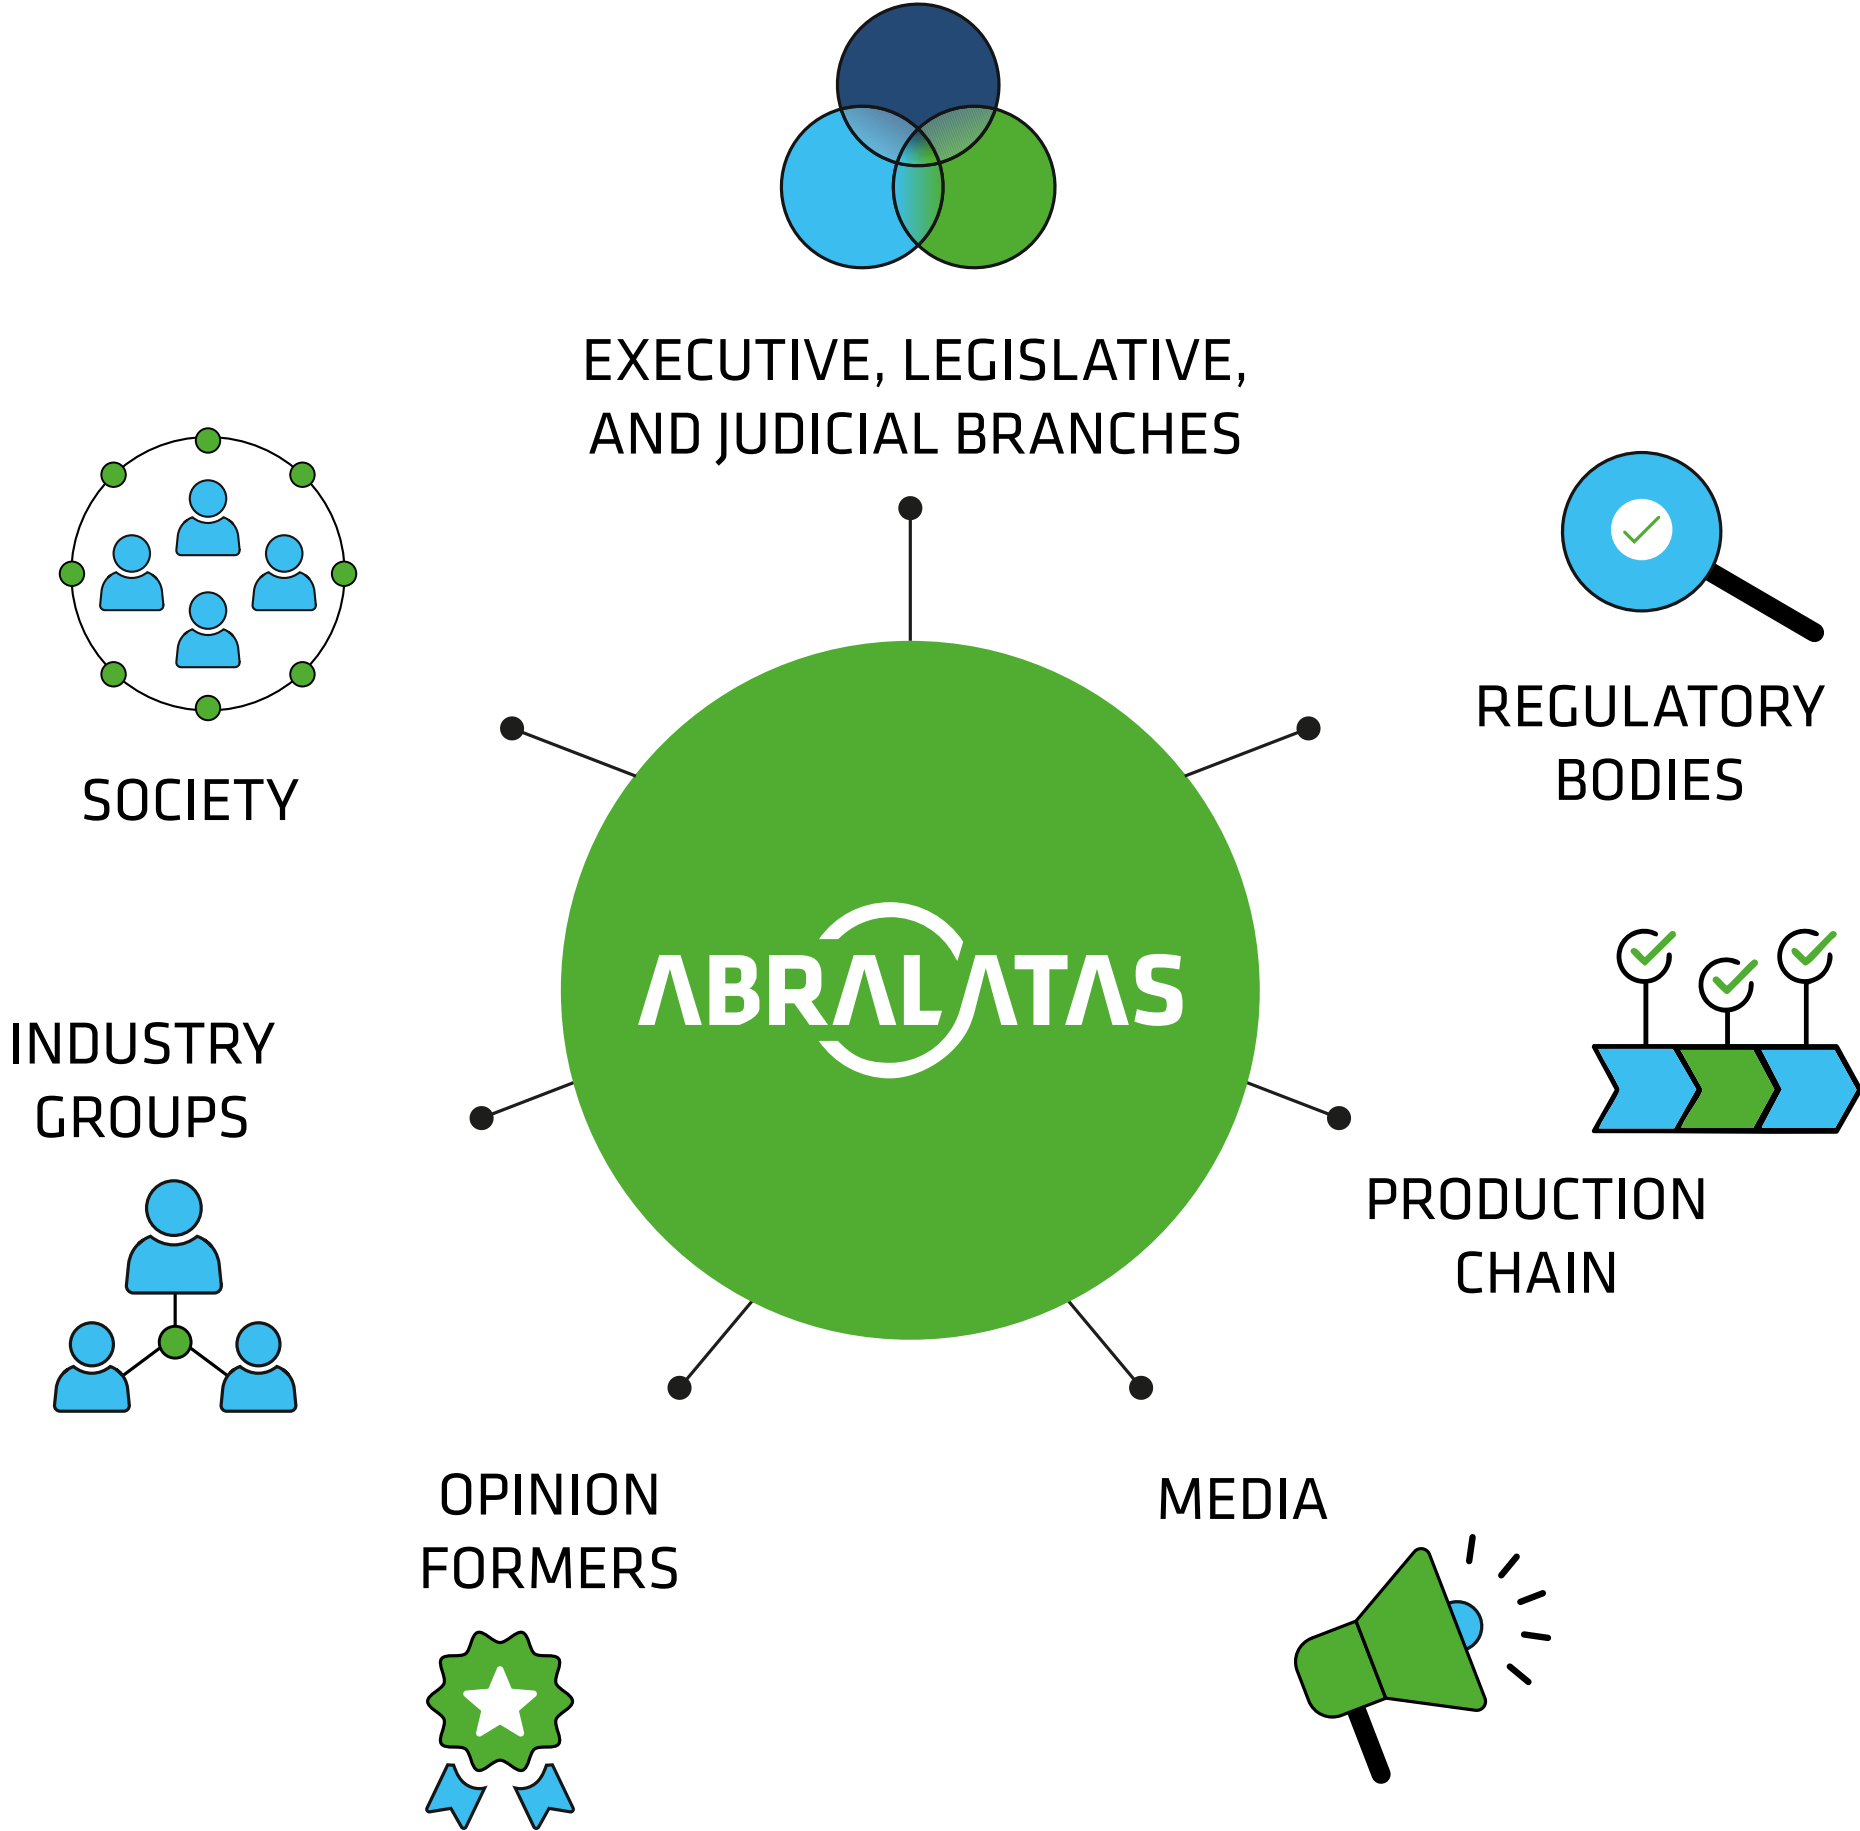 EXECUTIVE, LEGISLATIVE,
AND JUDICIAL BRANCHES
REGULATORY
BODIES
SOCIETY
ABRALATAS
INDUSTRY
GROUPS
PRODUCTION
CHAIN
OPINION
FORMERS
MEDIA